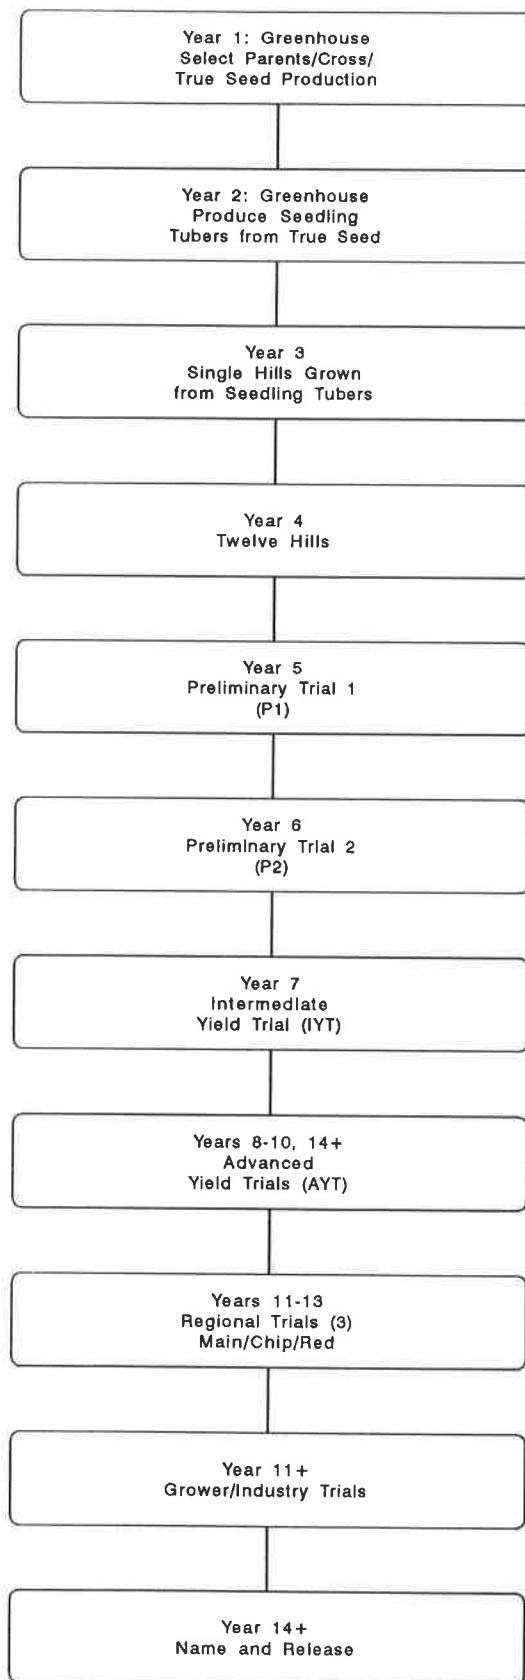 Year 1: Greenhouse
Select Parents/Cross/
True Seed Production
Year 2: Greenhouse
Produce Seedling
Tubers from True Seed
Year 3
Single Hills Grown
from Seedling Tubers
Year 4
Twelve Hills
Year 5
Preliminary Trial 1
(P1)
Year 6
Preliminary Trial 2
(P2)
Year 7
Intermediate
Yield Trial (IYT)
Years 8-10, 14+
Advanced
Yield Trials (AYT)
Years 11-13
Regional Trials (3)
Main/Chip/Red
Year 11+
Grower/Industry Trials
Year 14+
Name and Release